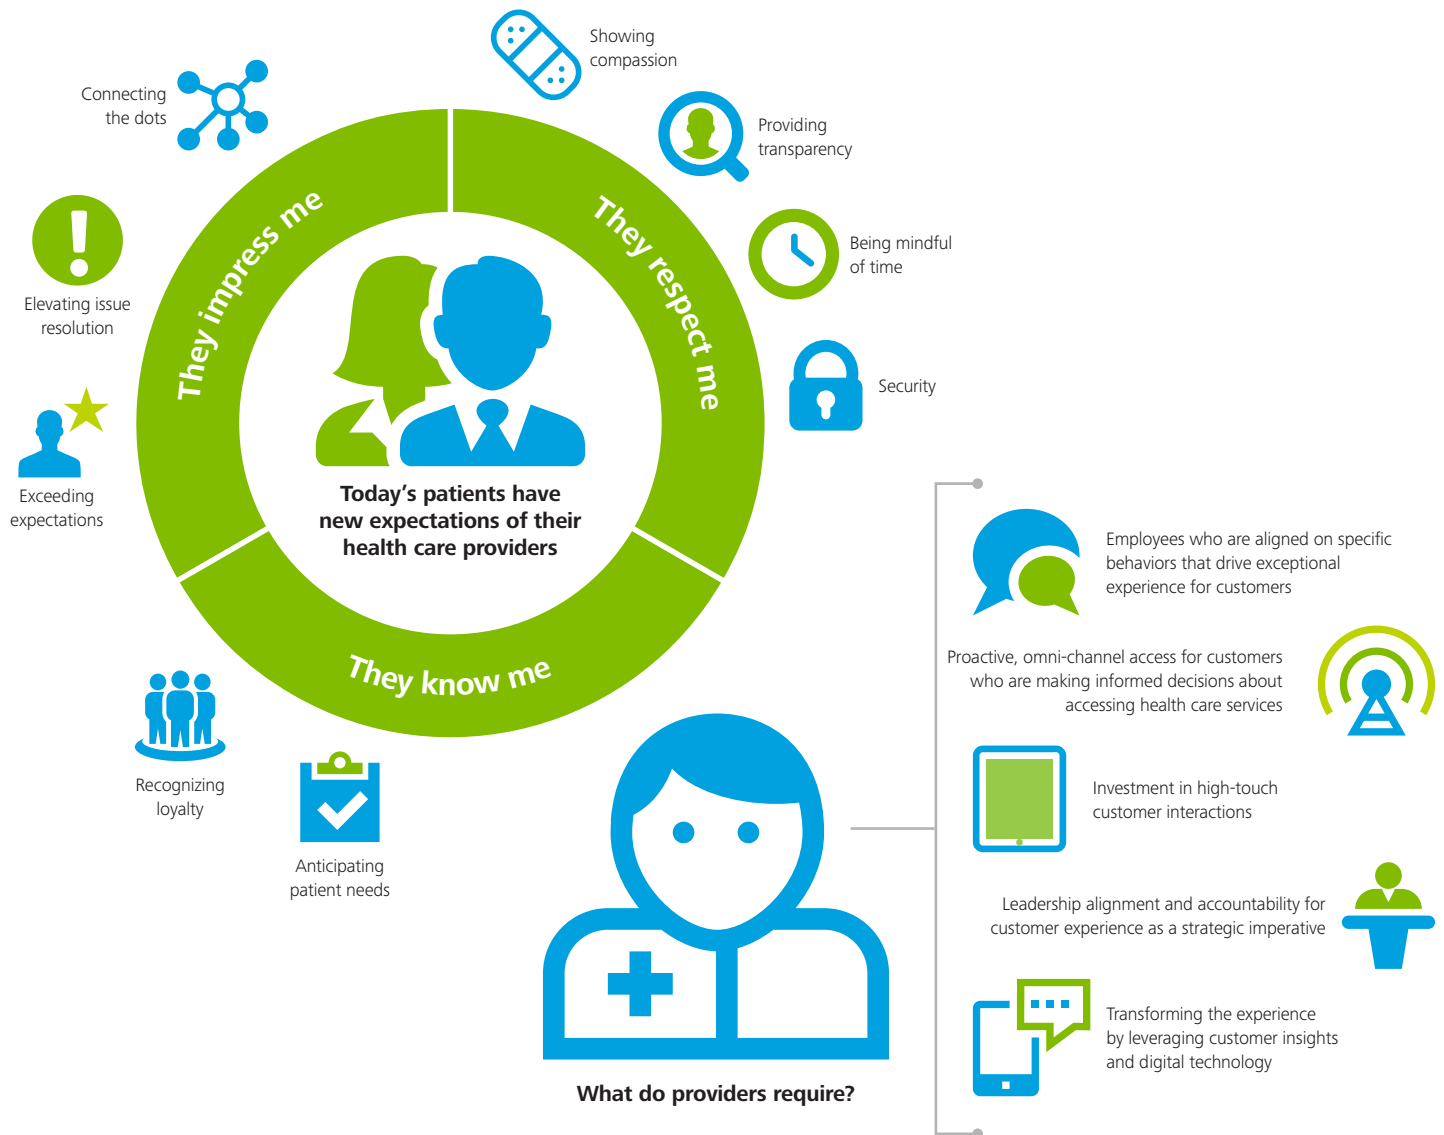 Showing
compassion
Connecting
the dots
Providing
transparency
They impress me
They respect me
Being mindful
of time
Elevating issue
resolution
Security
Exceeding
expectations
Today’s patients have
new expectations of their
health care providers
They know me
Recognizing
loyalty
Anticipating
patient needs
Employees who are aligned on specific
behaviors that drive exceptional
experience for customers
Proactive, omni-channel access for customers
who are making informed decisions about
accessing health care services
Investment in high-touch
customer interactions
Leadership alignment and accountability for
customer experience as a strategic imperative
Transforming the experience
by leveraging customer insights
and digital technology
What do providers require?